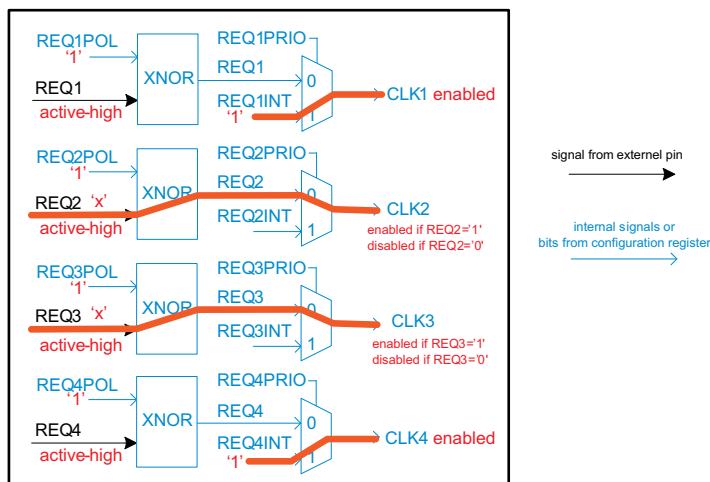 REQ1POL
'1'
REQ1
active-high
XNOR
REQ1PRIO
REQ1
REQ1INT
'1'
0
1
CLK1 enabled
REQ2POL
'1'
REQ2 'x'
active-high
XNOR
REQ2PRIO
REQ2
REQ2INT
0
1
CLK2
enabled if REQ2='1'
disabled if REQ2='0'
REQ3POL
'1'
REQ3 'x'
active-high
XNOR
REQ3PRIO
REQ3
REQ3INT
0
1
CLK3
enabled if REQ3='1'
disabled if REQ3='0'
REQ4POL
'1'
REQ4
active-high
XNOR
REQ4PRIO
REQ4
REQ4INT
'1'
0
1
CLK4 enabled
signal from externel pin
internal signals or
bits from configuration register